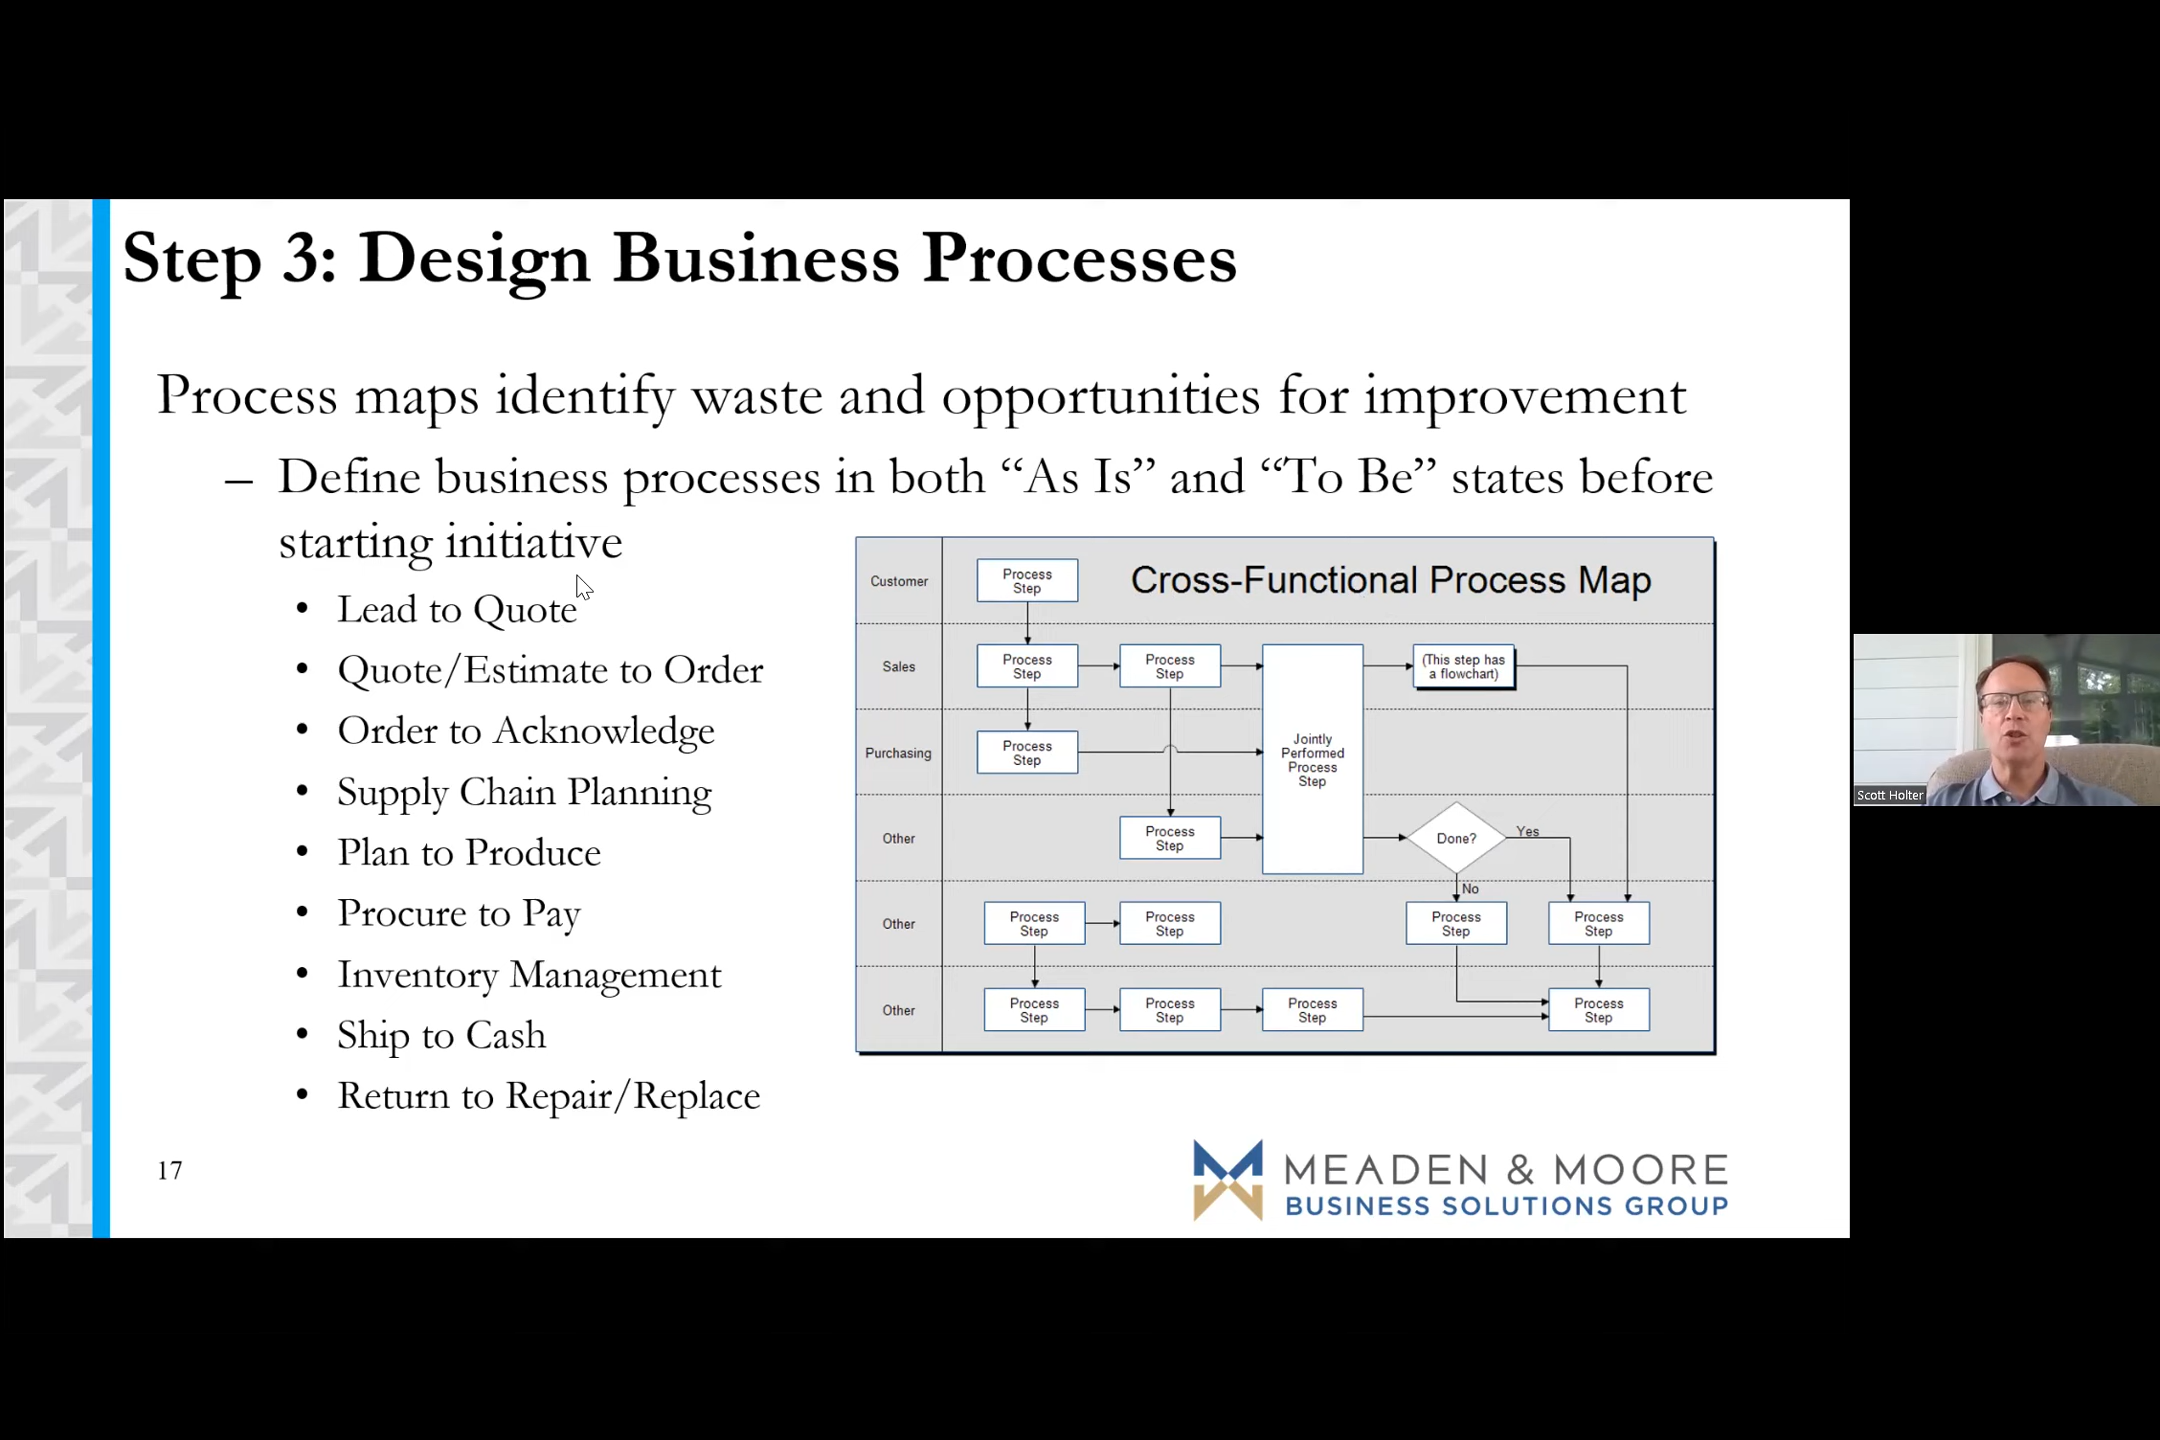 Step 3: Design Business Processes
Process maps identify waste and opportunities for improvement
– Define business processes in both “As Is” and “To Be” states before
starting initiative
• Lead to Quote
• Quote/Estimate to Order
• Order to Acknowledge
• Supply Chain Planning
• Plan to Produce
• Procure to Pay
• Inventory Management
• Ship to Cash
• Return to Repair/Replace
Cross-Functional Process Map
Customer
Process
Step
Sales
Process
Step
Process
Step
(This step has
a flowchart)
Purchasing
Process
Step
Jointly
Performed
Process
Step
Other
Process
Step
Done?
Yes
No
Other
Process
Step
Process
Step
Process
Step
Process
Step
Other
Process
Step
Process
Step
Process
Step
Process
Step
17
MEADEN & MOORE
BUSINESS SOLUTIONS GROUP
Scott Holter